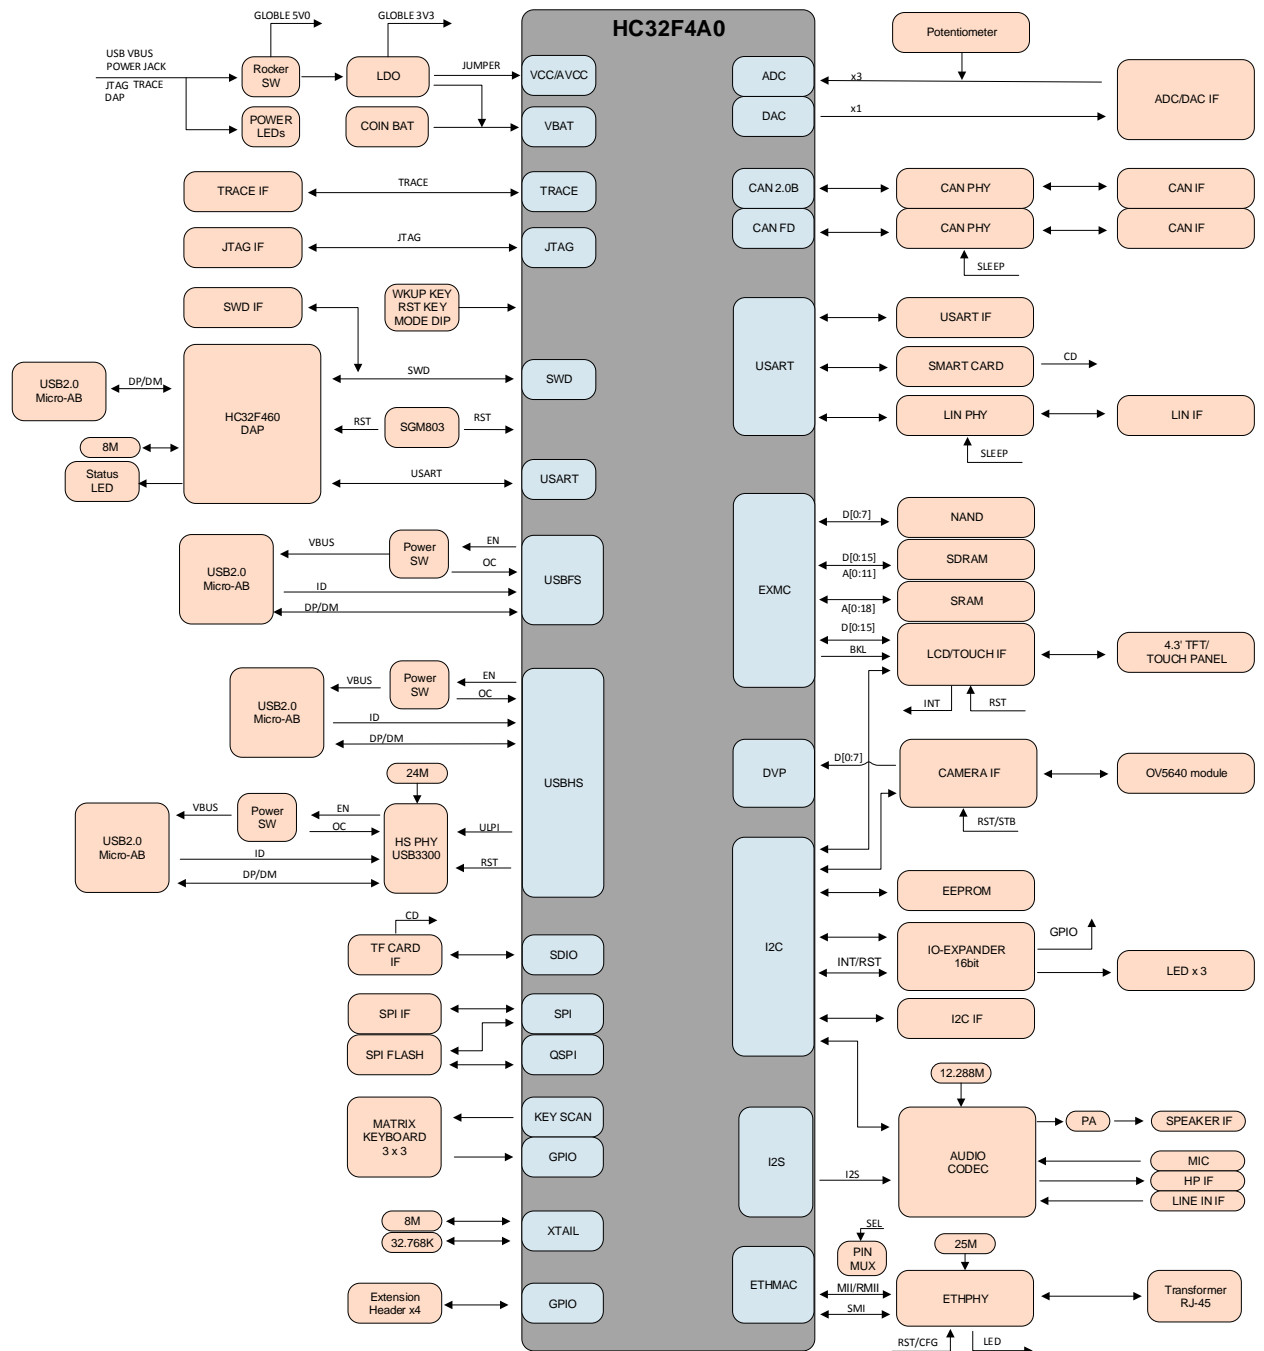 HC32F4A0
GLOBLE 5V0
GLOBLE 3V3
USB VBUS
POWER JACK
JTAG TRACE
DAP
Rocker
SW
LDO
JUMPER
VCC/AVCC
POWER
LEDs
COIN BAT
VBAT
TRACE IF
TRACE
TRACE
JTAG IF
JTAG
JTAG
SWD IF
WKUP KEY
RST KEY
MODE DIP
USB2.0
Micro-AB
DP/DM
HC32F460
DAP
SWD
SWD
RST
SGM803
RST
8M
Status
LED
USART
USART
USB2.0
Micro-AB
VBUS
Power
SW
EN
OC
ID
DP/DM
USBFS
USB2.0
Micro-AB
VBUS
Power
SW
EN
OC
ID
DP/DM
USBHS
24M
USB2.0
Micro-AB
VBUS
Power
SW
EN
OC
ID
DP/DM
HS PHY
USB3300
ULPI
RST
CD
TF CARD
IF
SDIO
SPI IF
SPI
SPI FLASH
QSPI
MATRIX
KEYBOARD
3 x 3
KEY SCAN
GPIO
8M
32.768K
XTAIL
Extension
Header x4
GPIO
Potentiometer
ADC
x3
DAC
x1
ADC/DAC IF
CAN 2.0B
CAN PHY
CAN IF
CAN FD
CAN PHY
CAN IF
SLEEP
USART
USART IF
SMART CARD
CD
LIN PHY
LIN IF
SLEEP
EXMC
D[0:7]
NAND
D[0:15]
A[0:11]
SDRAM
SRAM
A[0:18]
D[0:15]
BKL
LCD/TOUCH IF
4.3' TFT/
TOUCH PANEL
INT
RST
DVP
D[0:7]
CAMERA IF
OV5640 module
RST/STB
I2C
EEPROM
IO-EXPANDER
16bit
GPIO
INT/RST
LED x 3
I2C IF
12.288M
I2S
I2S
AUDIO
CODEC
PA
SPEAKER IF
MIC
HP IF
LINE IN IF
SEL
PIN
MUX
25M
ETHMAC
MII/RMII
SMI
ETHPHY
Transformer
RJ-45
RST/CFG
LED